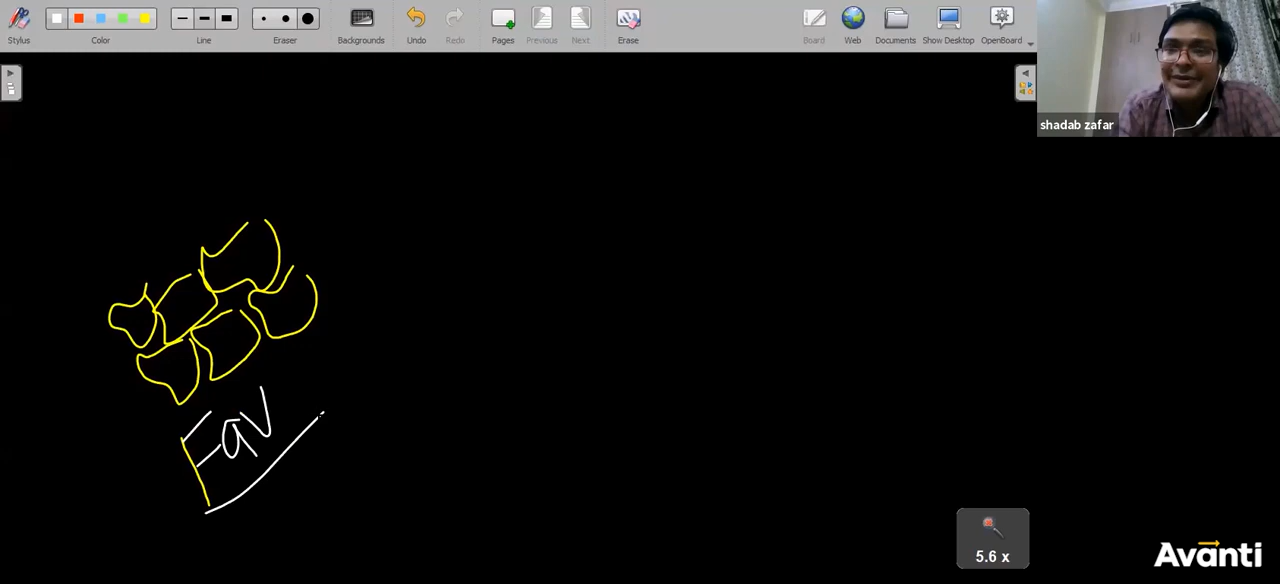 Stylus
Color
Line
Eraser
Backgrounds
Undo
Redo
Pages
Previous
Next
Erase
Board
Web
Documents
Show Desktop
OpenBoard
shadab zafar
Fav
5.6 x
Avanti